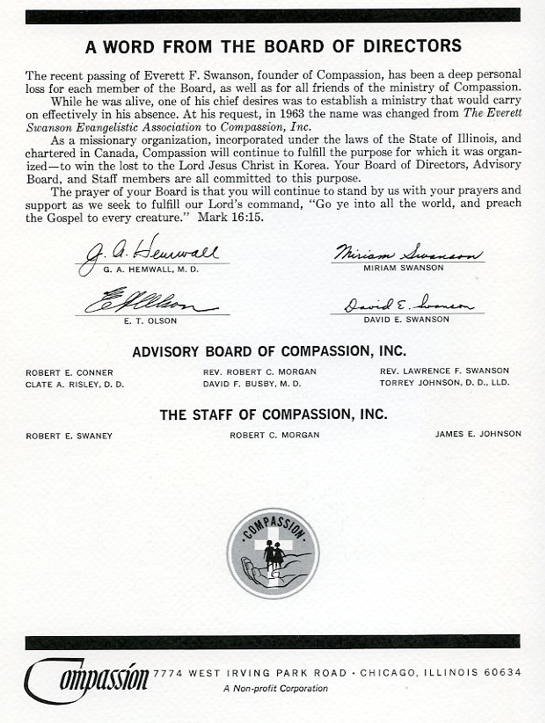 A WORD FROM THE BOARD OF DIRECTORS
The recent passing of Everett F. Swanson, founder of Compassion, has been a deep personal
loss for each member of the Board, as well as for all friends of the ministry of Compassion.
While he was alive, one of his chief desires was to establish a ministry that would carry
on effectively in his absence. At his request, in 1963 the name was changed from The Everett
Swanson Evangelistic Association to Compassion, Inc.
As a missionary organization, incorporated under the laws of the State of Illinois, and
chartered in Canada, Compassion will continue to fulfill the purpose for which it was organ-
ized—to win the lost to the Lord Jesus Christ in Korea. Your Board of Directors, Advisory
Board, and Staff members are all committed to this purpose.
The prayer of your Board is that you will continue to stand by us with your prayers and
support as we seek to fulfill our Lord's command, "Go ye into all the world, and preach
the Gospel to every creature." Mark 16:15.
G. A. Hemwall Miriam Swanson
G. A. HEMWALL, M. D. MIRIAM SWANSON
E. T. Olson David E. Swanson
E. T. OLSON DAVID E. SWANSON
ADVISORY BOARD OF COMPASSION, INC.
ROBERT E. CONNER REV. ROBERT C. MORGAN REV. LAWRENCE F. SWANSON
CLATE A. RISLEY, D. D. DAVID F. BUSBY, M. D. TORREY JOHNSON, D. D., LLD.
THE STAFF OF COMPASSION, INC.
ROBERT E. SWANEY ROBERT C. MORGAN JAMES E. JOHNSON
·COMPASSION·
Compassion 7774 WEST IRVING PARK ROAD · CHICAGO, ILLINOIS 60634
A Non-profit Corporation